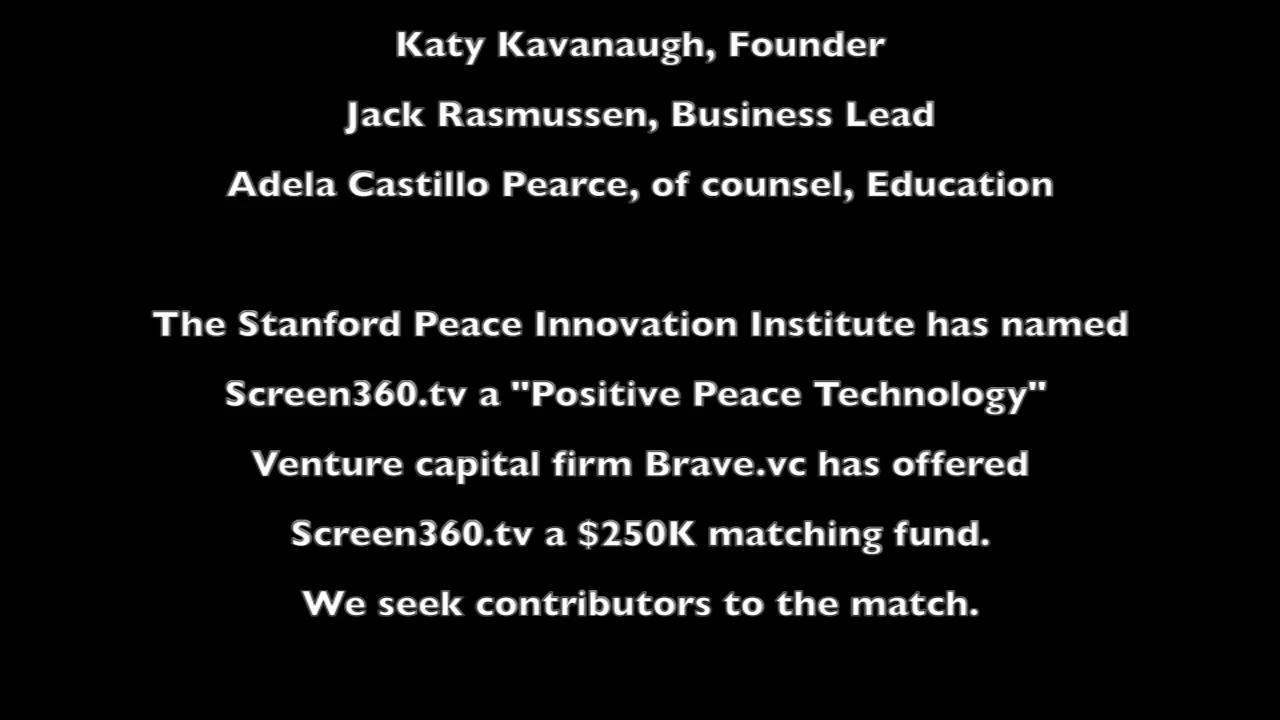 Katy Kavanaugh, Founder
Jack Rasmussen, Business Lead
Adela Castillo Pearce, of counsel, Education
The Stanford Peace Innovation Institute has named
Screen360.tv a "Positive Peace Technology"
Venture capital firm Brave.vc has offered
Screen360.tv a $250K matching fund.
We seek contributors to the match.